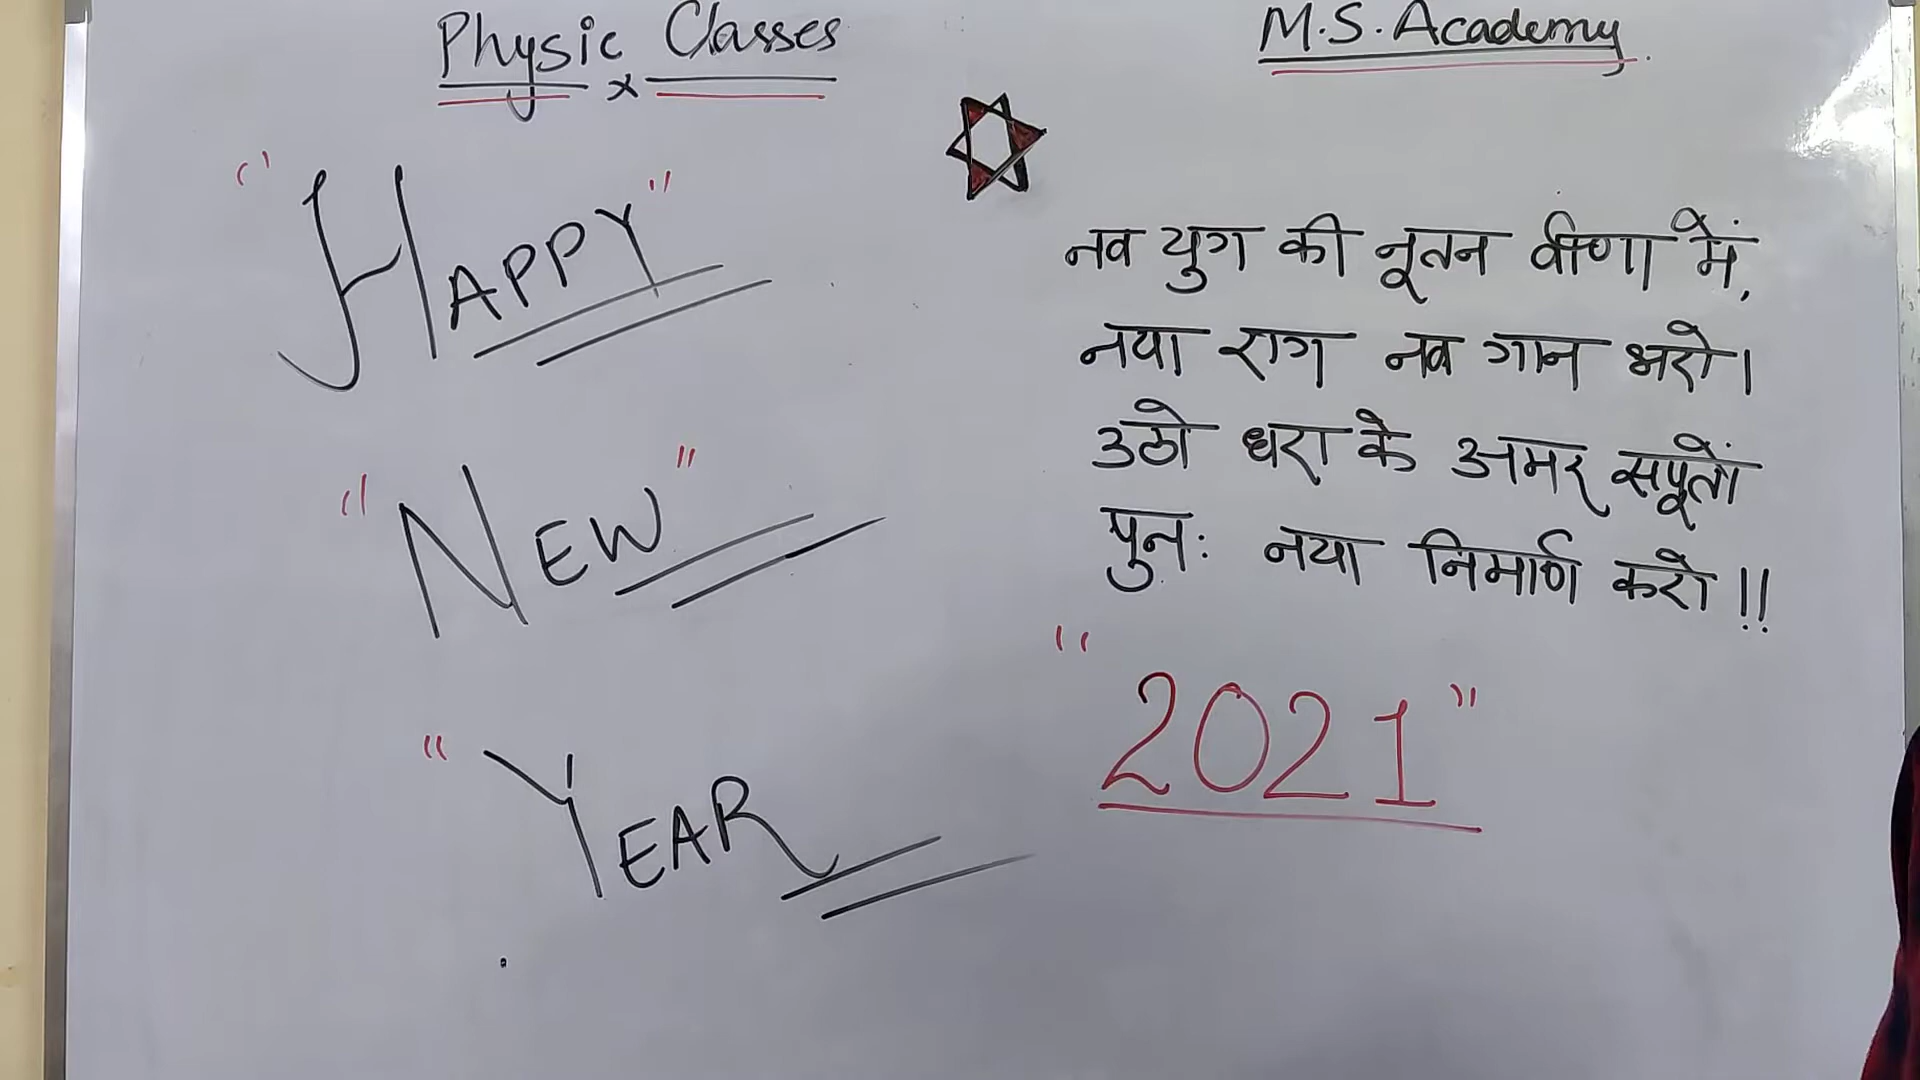 Physic Classes
M.S. Academy.
"HAPPY"
"NEW"
"YEAR
नव युग की नूतन वीणा में,
नया राग नव गान भरो।
उठो धरा के अमर सपूतों
पुनः नया निमार्ण करो !!
"2021"